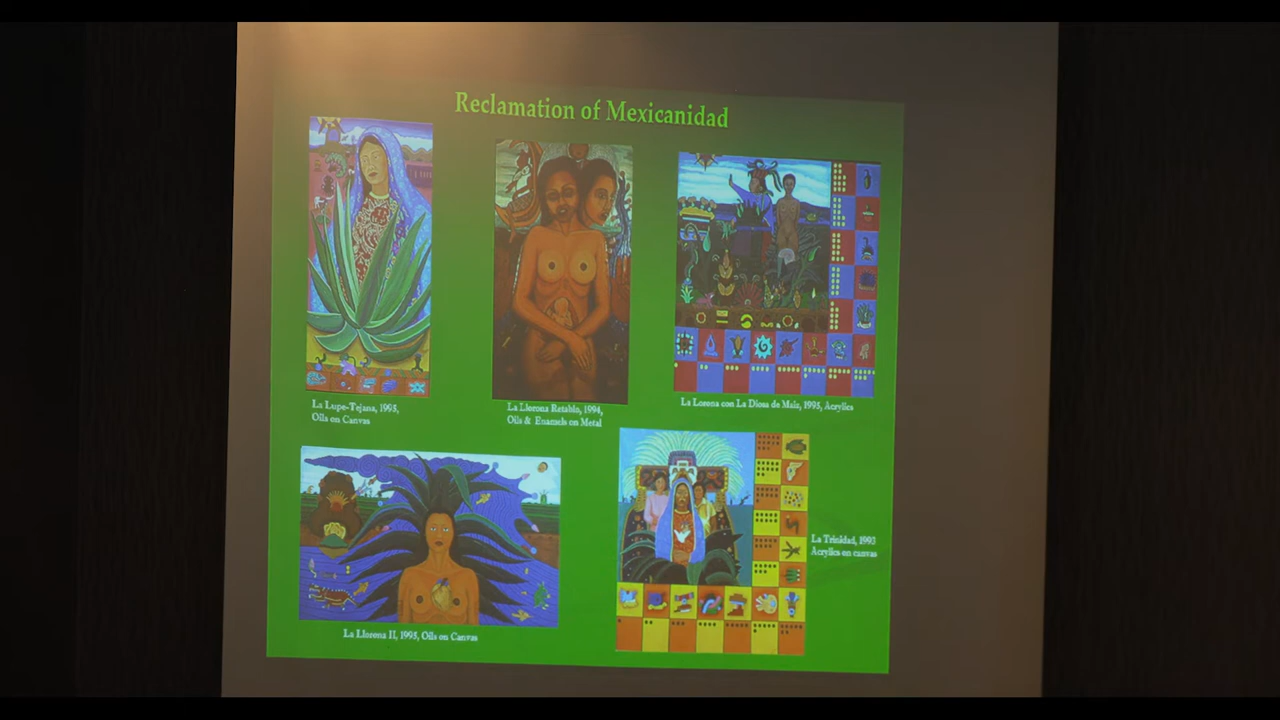 Reclamation of Mexicanidad
La Lupe-Tejana, 1995,
Oils on Canvas
La Llorona Retablo, 1994,
Oils & Enamels on Metal
La Lorona con La Diosa de Maiz, 1995, Acrylics
La Llorona II, 1995, Oils on Canvas
La Trinidad, 1993
Acrylics on canvas